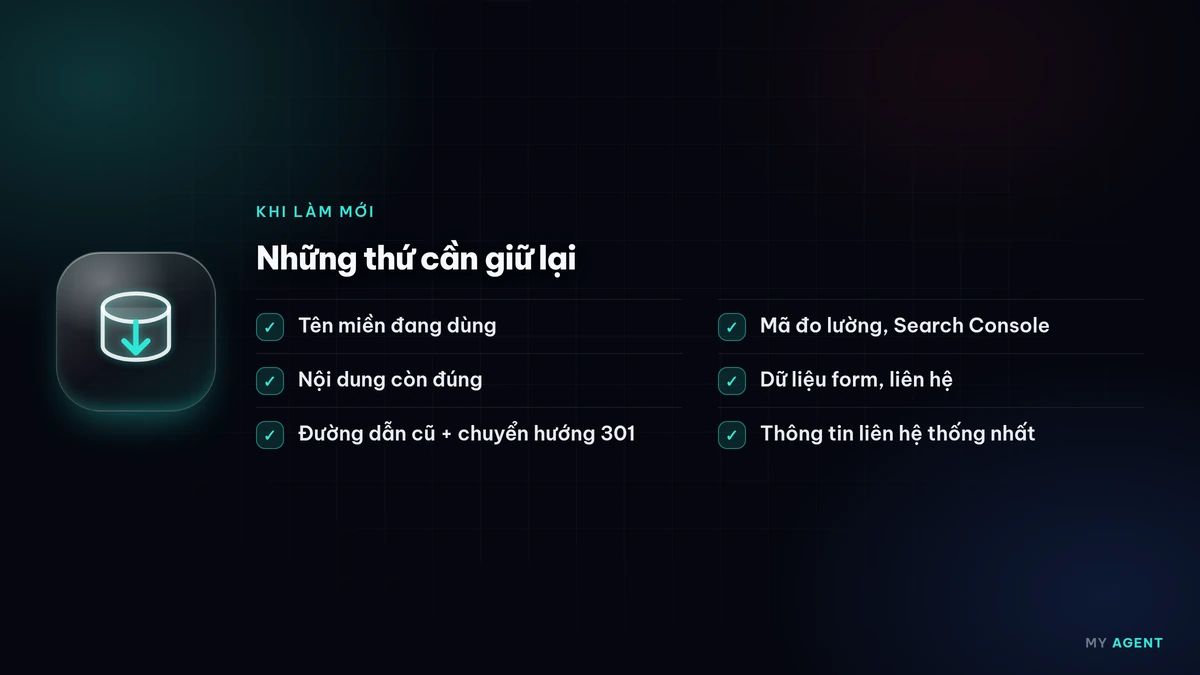 KHI LÀM MỚI
Những thứ cần giữ lại
Tên miền đang dùng
Nội dung còn đúng
Đường dẫn cũ + chuyển hướng 301
Mã đo lường, Search Console
Dữ liệu form, liên hệ
Thông tin liên hệ thống nhất
MY AGENT